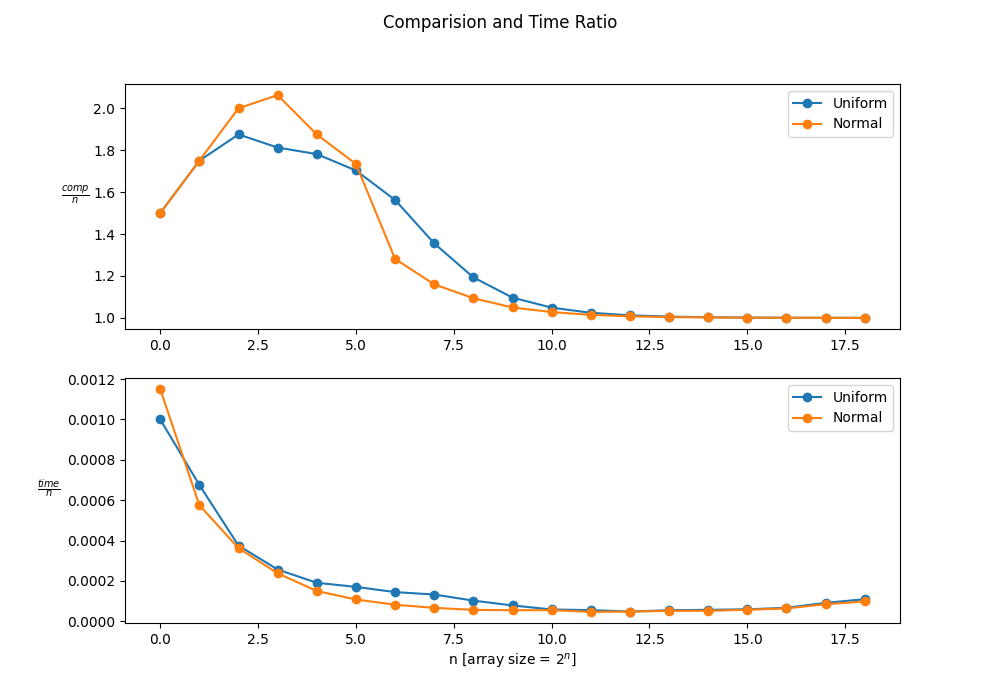 Comparision and Time Ratio
Uniform
Normal
comp
n
2.0
1.8
1.6
1.4
1.2
1.0
0.0 2.5 5.0 7.5 10.0 12.5 15.0 17.5
Uniform
Normal
time
n
0.0012
0.0010
0.0008
0.0006
0.0004
0.0002
0.0000
0.0 2.5 5.0 7.5 10.0 12.5 15.0 17.5
n [array size = 2ⁿ]